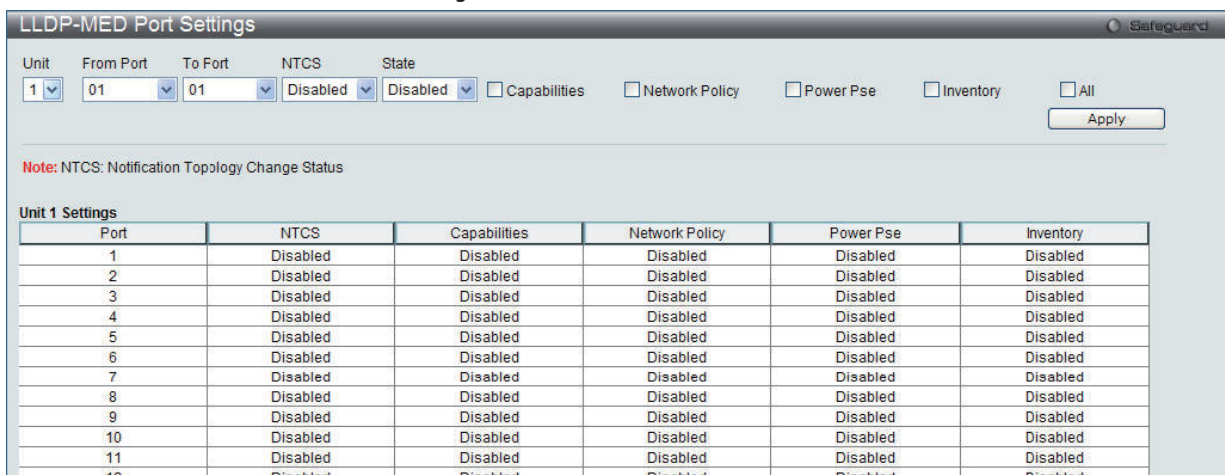 LLDP-MED Port Settings
Safeguard
Unit From Port To Port NTCS State
1 01 01 Disabled Disabled Capabilities Network Policy Power Pse Inventory All
Apply
Note: NTCS: Notification Topology Change Status
Unit 1 Settings
Port NTCS Capabilities Network Policy Power Pse Inventory
1 Disabled Disabled Disabled Disabled Disabled
2 Disabled Disabled Disabled Disabled Disabled
3 Disabled Disabled Disabled Disabled Disabled
4 Disabled Disabled Disabled Disabled Disabled
5 Disabled Disabled Disabled Disabled Disabled
6 Disabled Disabled Disabled Disabled Disabled
7 Disabled Disabled Disabled Disabled Disabled
8 Disabled Disabled Disabled Disabled Disabled
9 Disabled Disabled Disabled Disabled Disabled
10 Disabled Disabled Disabled Disabled Disabled
11 Disabled Disabled Disabled Disabled Disabled